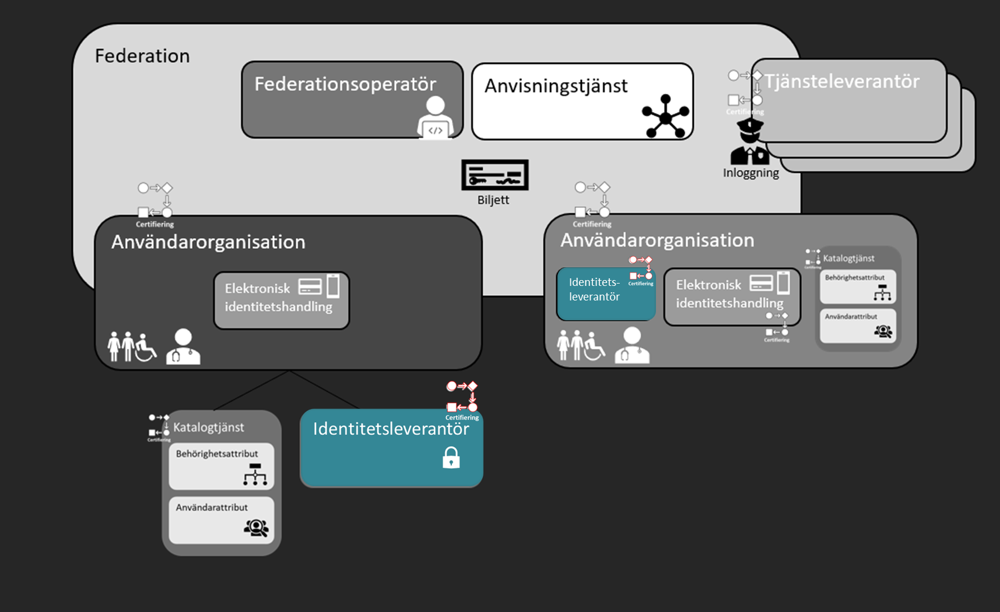 Federation
Federationsoperatör
</>
Anvisningstjänst
Tjänsteleverantör
Certifiering
Inloggning
Biljett
Certifiering
Användarorganisation
Elektronisk
identitetshandling
Certifiering
Användarorganisation
Identitets-
leverantör
Certifiering
Elektronisk
identitetshandling
Certifiering
Katalogtjänst
Certifiering
Behörighetsattribut
Användarattribut
Katalogtjänst
Certifiering
Behörighetsattribut
Användarattribut
Certifiering
Identitetsleverantör